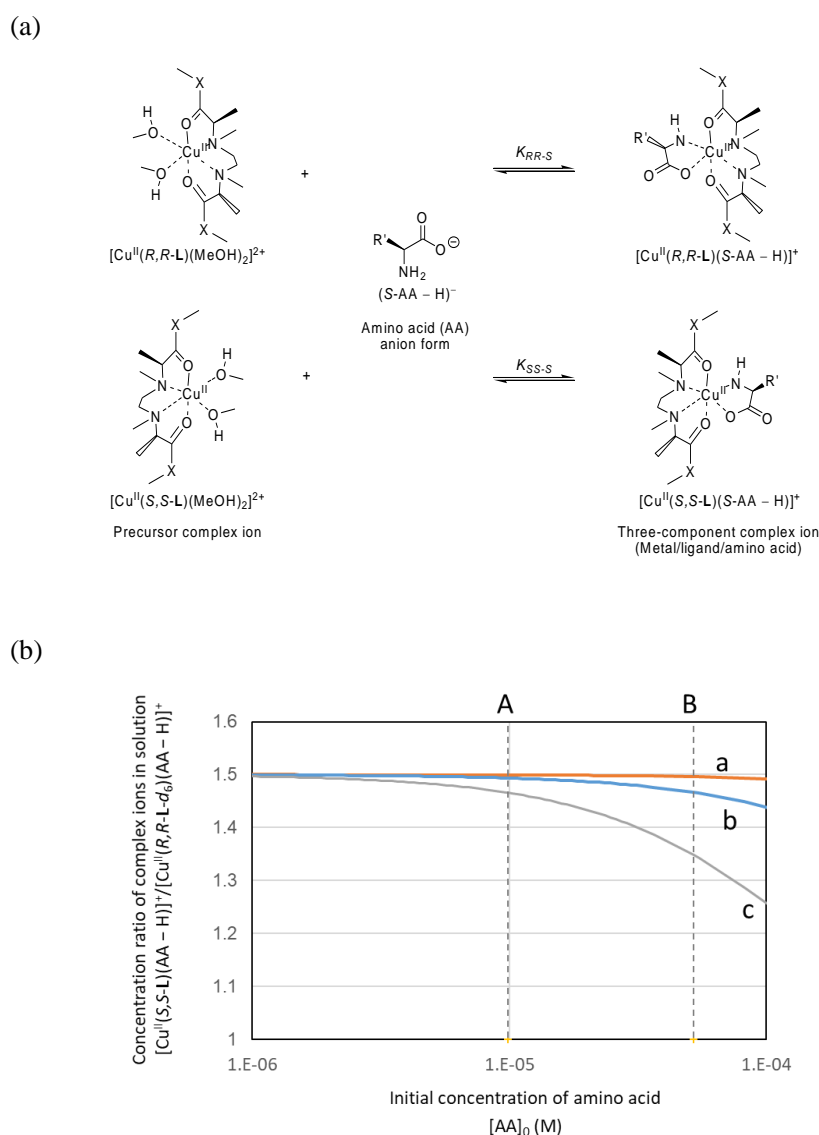 (a)
X
O
N
Cu^II
N
O
X
H
O
O
H
[Cu^II(R,R-L)(MeOH)₂]²⁺
+
K_RR-S
R'
H
N
O
O
Cu^II
O
N
N
O
X
X
[Cu^II(R,R-L)(S-AA – H)]⁺
R'
O
O⊖
NH₂
(S-AA – H)⁻
Amino acid (AA)
anion form
X
O
N
Cu^II
N
O
X
O
H
O
H
[Cu^II(S,S-L)(MeOH)₂]²⁺
Precursor complex ion
+
K_SS-S
X
O
N
Cu^II
N
O
X
H
N
R'
O
O
[Cu^II(S,S-L)(S-AA – H)]⁺
Three-component complex ion
(Metal/ligand/amino acid)
(b)
Concentration ratio of complex ions in solution
[Cu^II(S,S-L)(AA – H)]⁺/[Cu^II(R,R-L-d₆)(AA – H)]⁺
A
B
1.6
1.5
1.4
1.3
1.2
1.1
1
a
b
c
1.E-06
1.E-05
1.E-04
Initial concentration of amino acid
[AA]₀ (M)